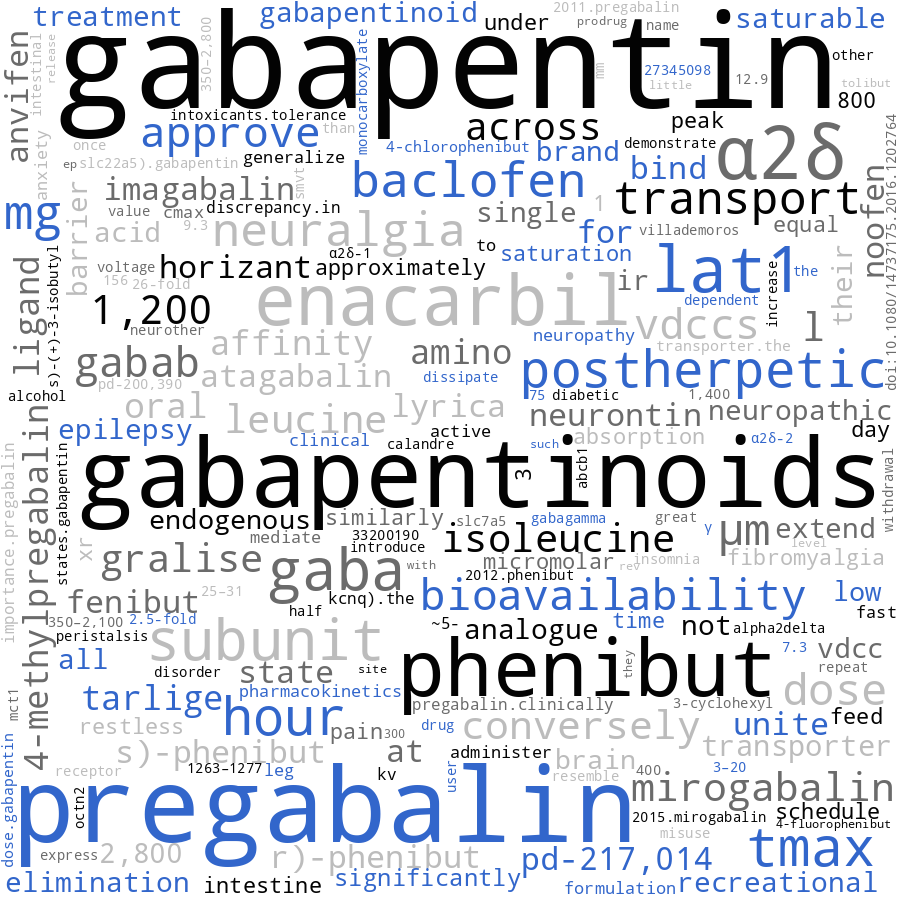 treatment
gabapentinoid
2011.pregabalin
under
prodrug
name
saturable
gabapentin
anvifen
intestinal
release
350–2,800
monocarboxylate
mm
27345098
little
12.9
other
tolibut
800
intoxicants.tolerance
approve
than
across
peak
once
anxiety
ep
slc22a5).gabapentin
generalize
4-chlorophenibut
brand
demonstrate
α2δ
bind
baclofen
smvt
imagabalin
transport
noofen
doi:10.1080/14737175.2016.1202764
mg
barrier
value
cmax
discrepancy.in
9.3
single
1
acid
neuralgia
for
villademoros
equal
α2δ-1
to
saturation
voltage
horizant
approximately
ir
lat1
the
increase
their
156
26-fold
ligand
s)-(+)-3-isobutyl
enacarbil
dependent
1,200
neurother
neuropathy
vdccs
l
affinity
transporter.the
gabab
amino
pd-200,390
atagabalin
dissipate
postherpetic
alcohol
75
diabetic
1,400
oral
leucine
lyrica
neurontin
neuropathic
4-methylpregabalin
epilepsy
clinical
active
calandre
such
absorption
α2δ-2
day
importance.pregabalin
states.gabapentin
gabapentinoids
3
abcb1
withdrawal
endogenous
similarly
slc7a5
gabagamma
great
γ
μm
extend
xr
mediate
33200190
introduce
isoleucine
level
gralise
gaba
with
micromolar
rev
insomnia
fibromyalgia
2012.phenibut
fenibut
25–31
half
kcnq).the
bioavailability
low
fast
350–2,100
2.5-fold
peristalsis
subunit
~5-
analogue
time
not
alpha2delta
all
disorder
state
site
phenibut
they
7.3
vdcc
repeat
mct1
tarlige
pharmacokinetics
dose
hour
pregabalin.clinically
3-cyclohexyl
restless
pain
300
drug
conversely
unite
feed
s)-phenibut
at
administer
brain
transporter
dose.gabapentin
receptor
1263–1277
leg
kv
user
resemble
400
3–20
pregabalin
octn2
mirogabalin
2015.mirogabalin
schedule
misuse
4-fluorophenibut
express
2,800
r)-phenibut
pd-217,014
tmax
elimination
intestine
significantly
formulation
recreational